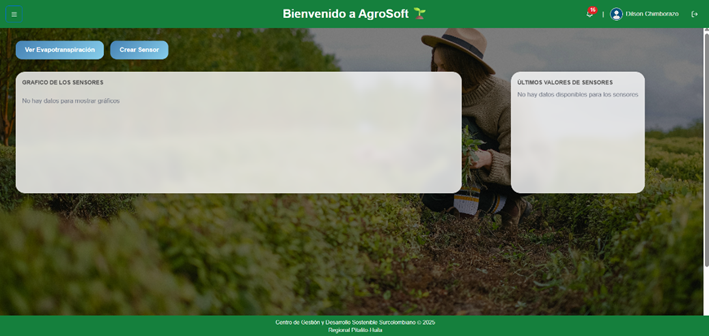 Bienvenido a AgroSoft
16
| Dilson Chimborazo
Ver Evapotranspiración
Crear Sensor
GRAFICO DE LOS SENSORES
No hay datos para mostrar gráficos
ÚLTIMOS VALORES DE SENSORES
No hay datos disponibles para los sensores
Centro de Gestión y Desarrollo Sostenible Surcolombiano © 2025
Regional Pitalito-Huila